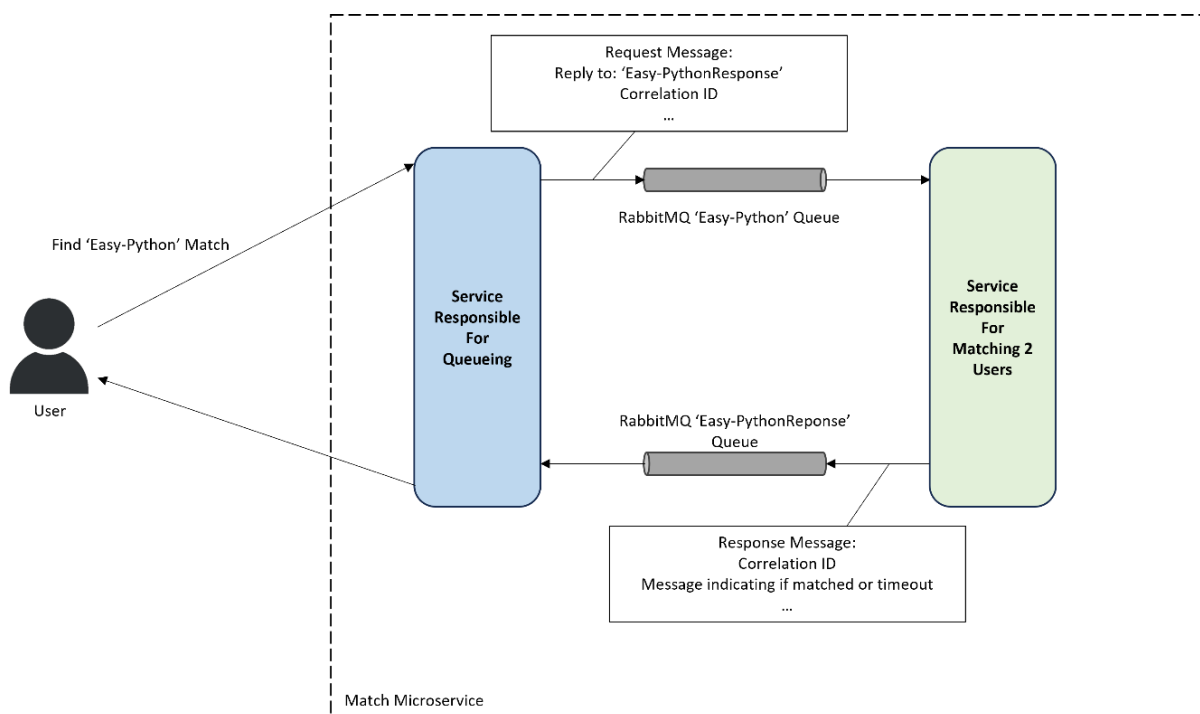 Request Message:
Reply to: ‘Easy-PythonResponse’
Correlation ID
...
RabbitMQ ‘Easy-Python’ Queue
Find ‘Easy-Python’ Match
User
Service
Responsible
For
Queueing
Service
Responsible
For
Matching 2
Users
RabbitMQ ‘Easy-PythonReponse’
Queue
Response Message:
Correlation ID
Message indicating if matched or timeout
...
Match Microservice